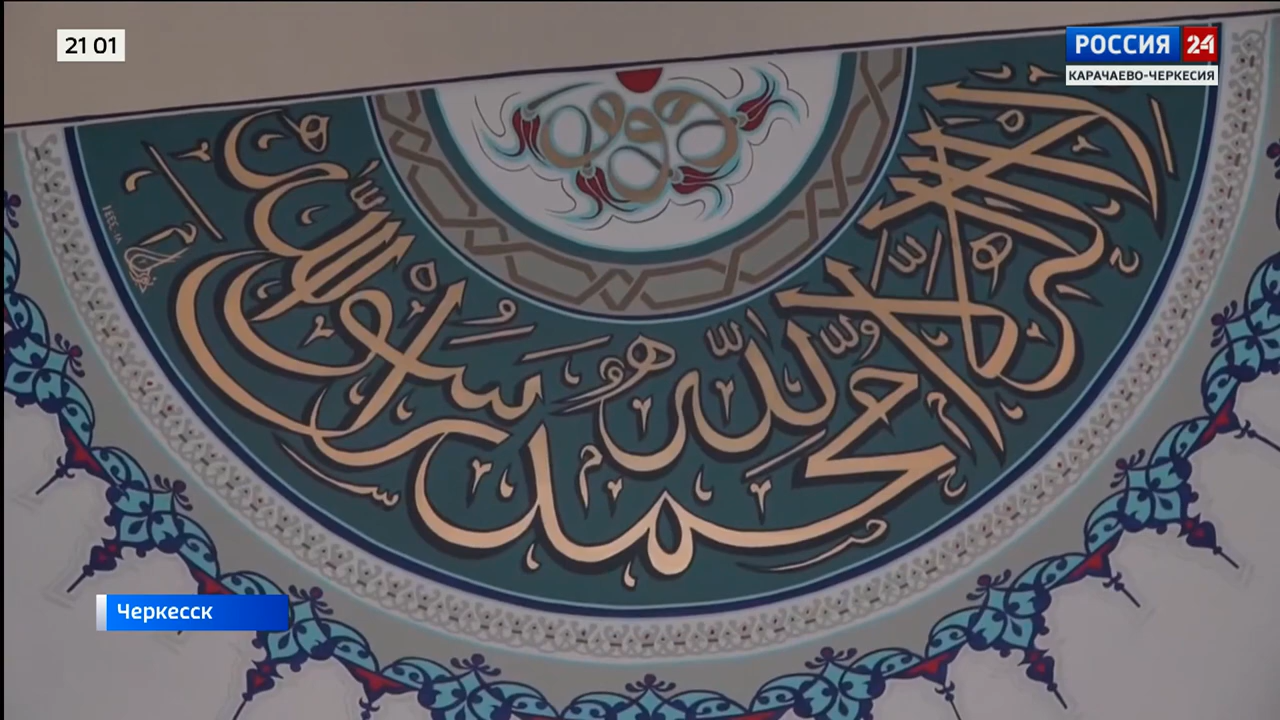 21 01
РОССИЯ 24
КАРАЧАЕВО-ЧЕРКЕСИЯ
لا إله إلا الله
محمد رسول الله
Черкесск